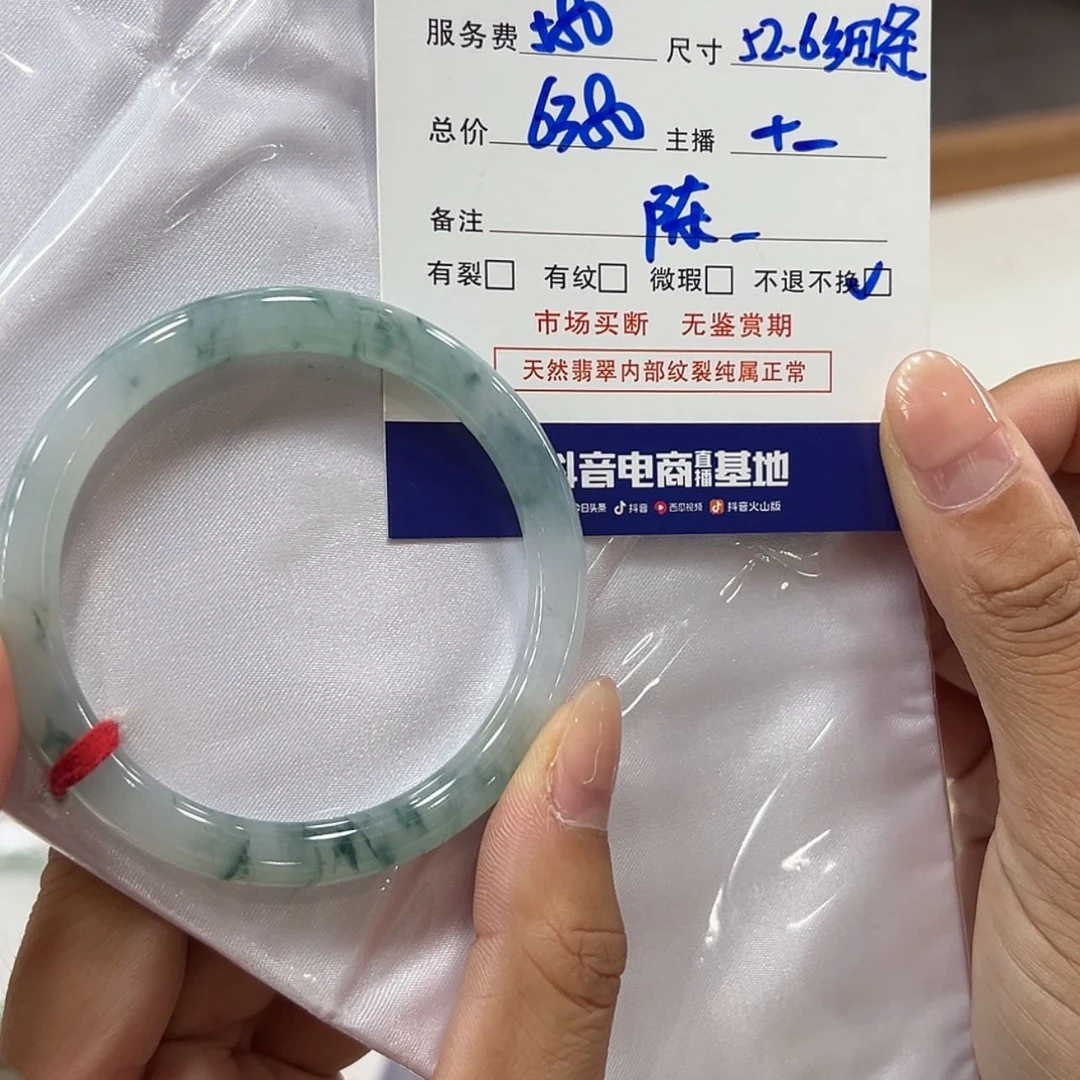 服务费 580 尺寸 52-6细条
总价 6380 主播 十一
备注 陈一
有裂 有纹 微瑕 不退不换 ✓
市场买断 无鉴赏期
天然翡翠内部纹裂纯属正常
抖音电商直播基地
今日头条 抖音 西瓜视频 抖音火山版